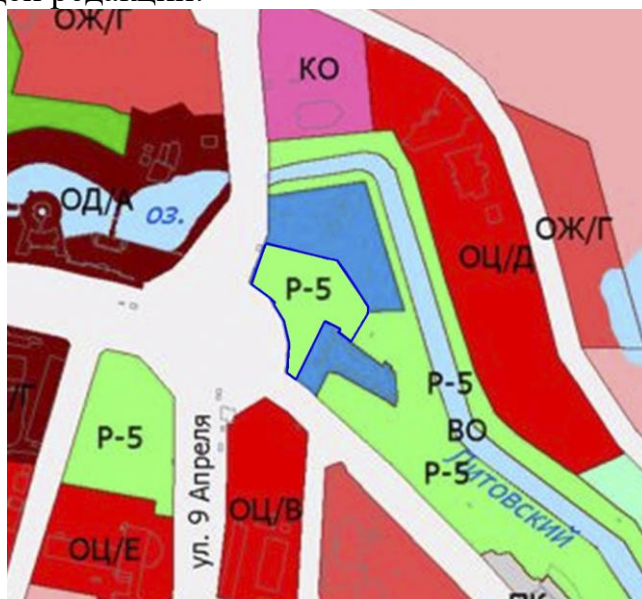 ОЖ/Г
КО
ОД/А
оз.
ОЖ/Г
ОЦ/Д
Р-5
Р-5
Р-5
ВО
Р-5
Литовский
ул. 9 Апреля
ОЦ/В
ОЦ/Е